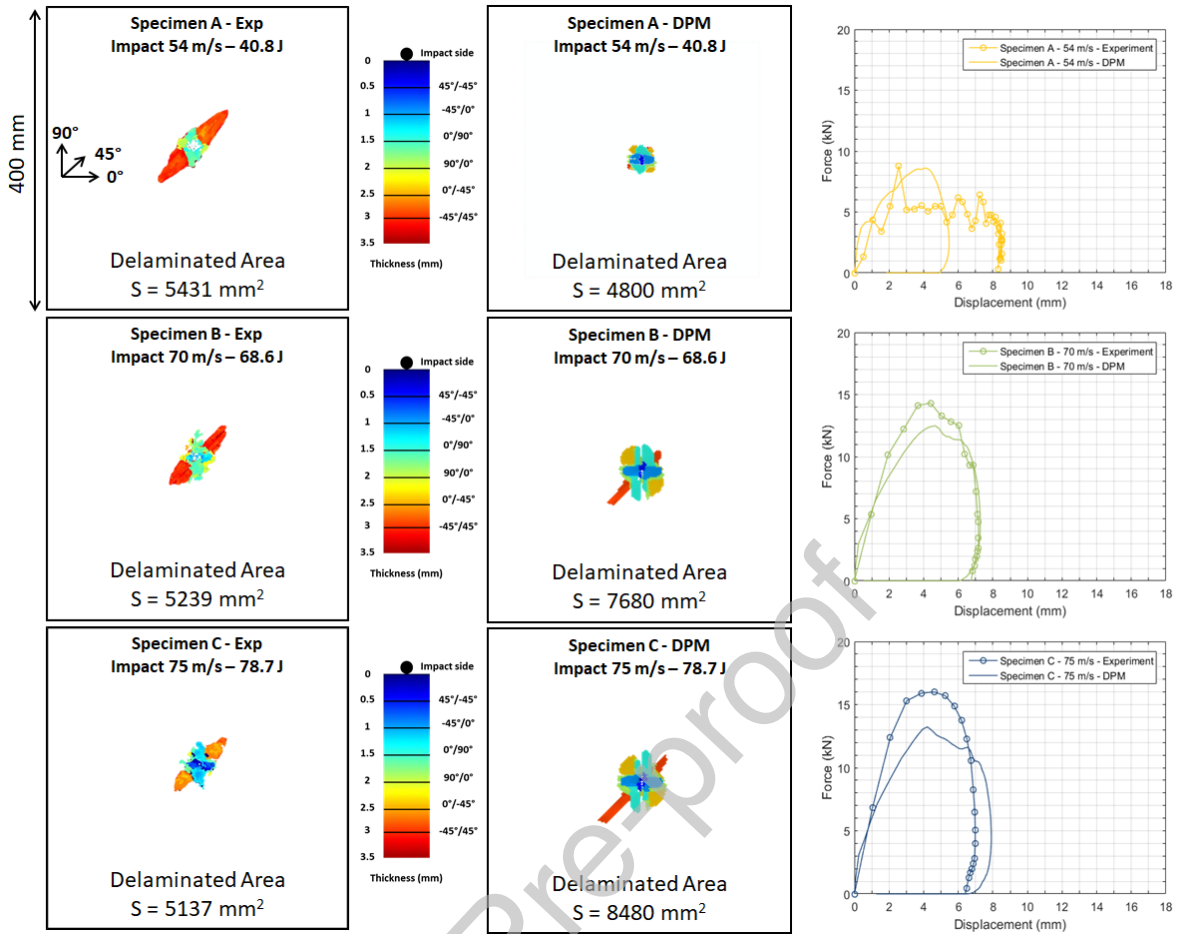 400 mm
Specimen A - Exp
Impact 54 m/s – 40.8 J
90°
45°
0°
Delaminated Area
S = 5431 mm²
Impact side
0
0.5
1
1.5
2
2.5
3
3.5
45°/-45°
-45°/0°
0°/90°
90°/0°
0°/-45°
-45°/45°
Thickness (mm)
Specimen A - DPM
Impact 54 m/s – 40.8 J
Delaminated Area
S = 4800 mm²
Specimen A - 54 m/s - Experiment
Specimen A - 54 m/s - DPM
Force (kN)
20
15
10
5
0
0 2 4 6 8 10 12 14 16 18
Displacement (mm)
Specimen B - Exp
Impact 70 m/s – 68.6 J
Delaminated Area
S = 5239 mm²
Impact side
0
0.5
1
1.5
2
2.5
3
3.5
45°/-45°
-45°/0°
0°/90°
90°/0°
0°/-45°
-45°/45°
Thickness (mm)
Specimen B - DPM
Impact 70 m/s – 68.6 J
Delaminated Area
S = 7680 mm²
Specimen B - 70 m/s - Experiment
Specimen B - 70 m/s - DPM
Force (kN)
20
15
10
5
0
0 2 4 6 8 10 12 14 16 18
Displacement (mm)
Specimen C - Exp
Impact 75 m/s – 78.7 J
Delaminated Area
S = 5137 mm²
Impact side
0
0.5
1
1.5
2
2.5
3
3.5
45°/-45°
-45°/0°
0°/90°
90°/0°
0°/-45°
-45°/45°
Thickness (mm)
Specimen C - DPM
Impact 75 m/s – 78.7 J
Delaminated Area
S = 8480 mm²
Specimen C - 75 m/s - Experiment
Specimen C - 75 m/s - DPM
Force (kN)
20
15
10
5
0
0 2 4 6 8 10 12 14 16 18
Displacement (mm)
Pre-proof